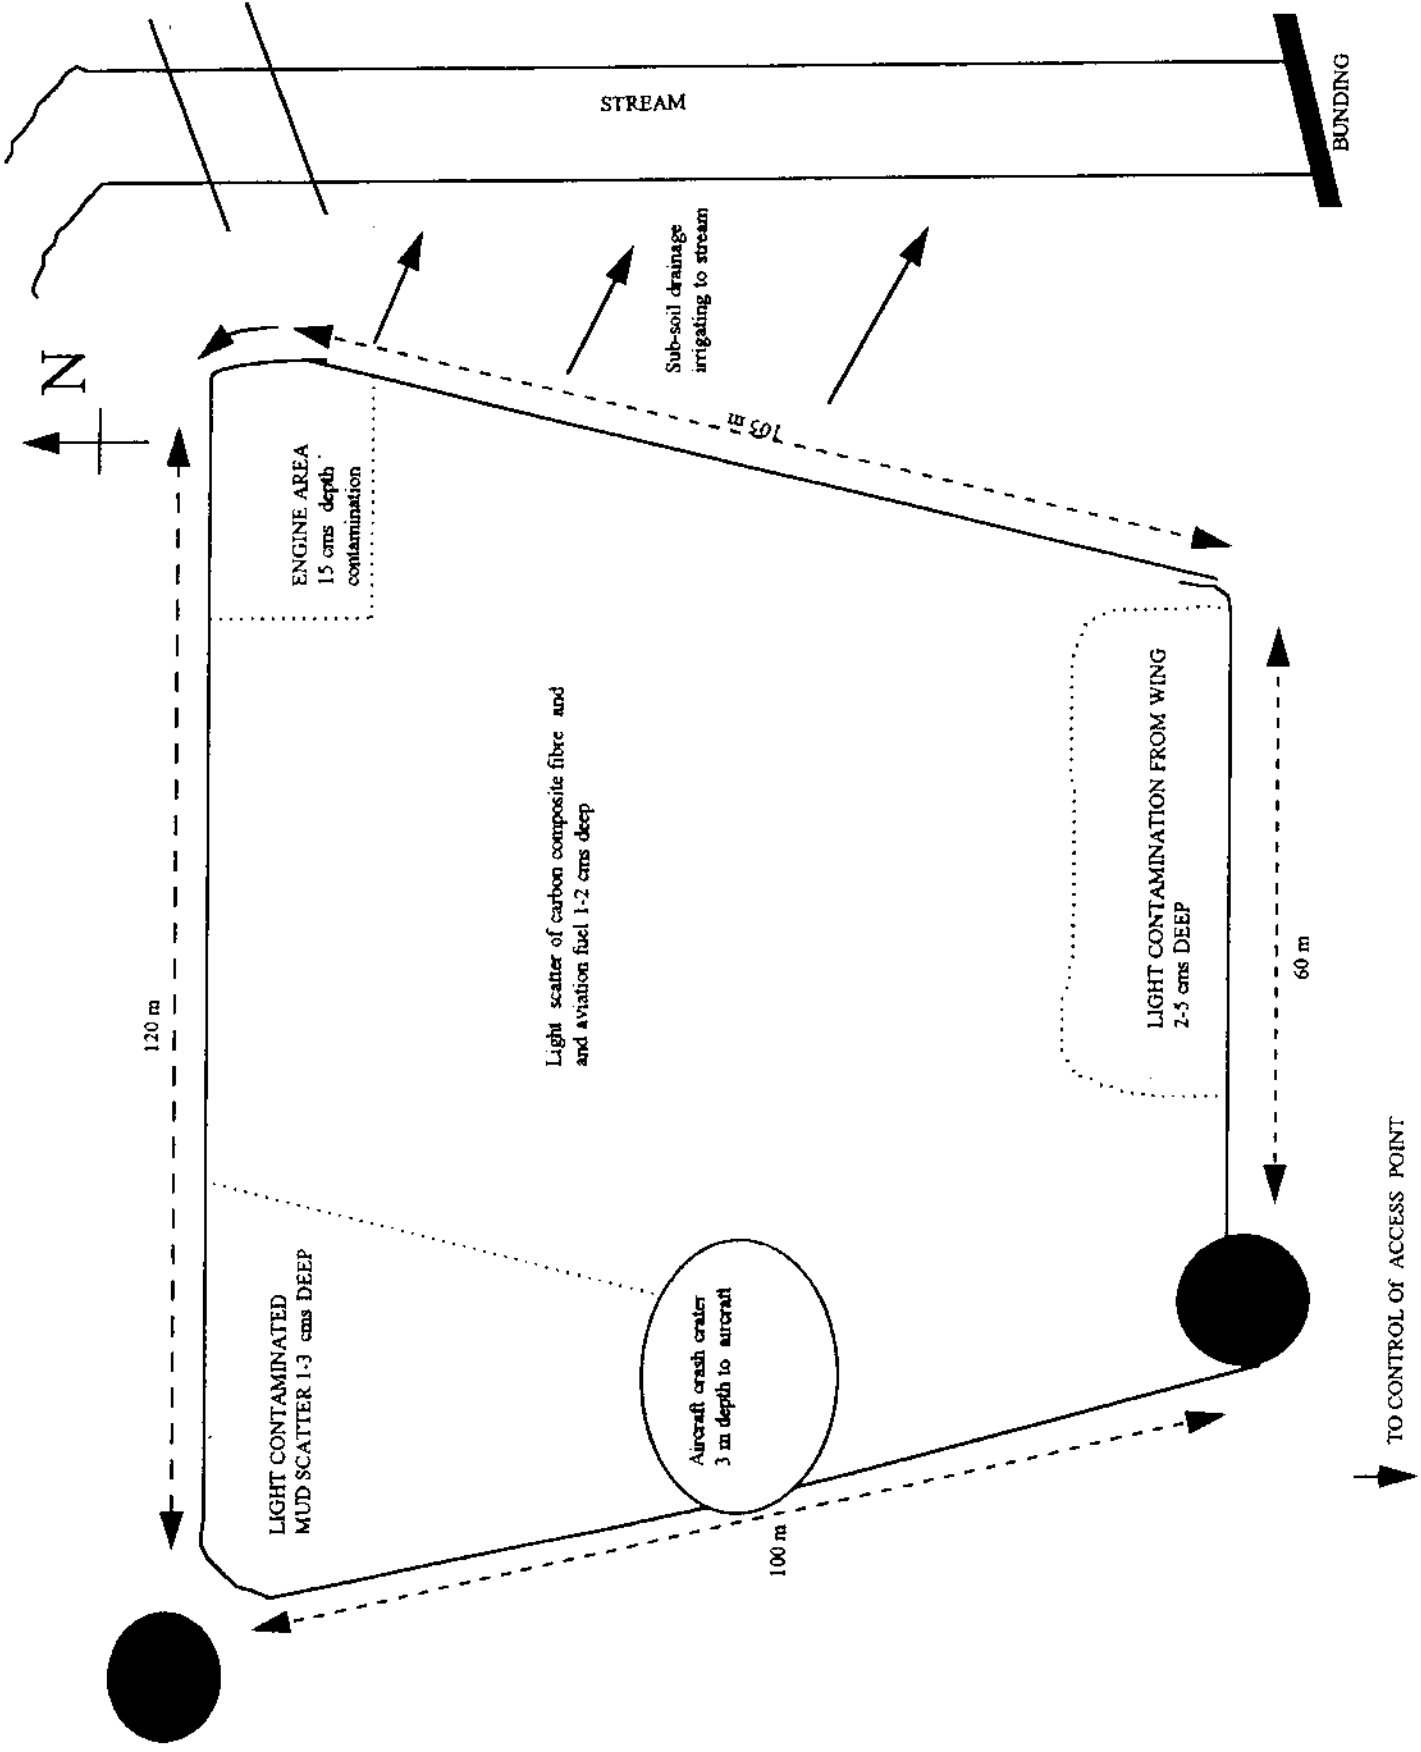 N
STREAM
BUNDING
Sub-soil drainage
irrigating to stream
103 m
ENGINE AREA
15 cms depth
contamination
120 m
Light scatter of carbon composite fibre and
and aviation fuel 1-2 cms deep
LIGHT CONTAMINATION FROM WING
2-5 cms DEEP
60 m
LIGHT CONTAMINATED
MUD SCATTER 1-3 cms DEEP
Aircraft crash crater
3 m depth to aircraft
100 m
TO CONTROL Of ACCESS POINT